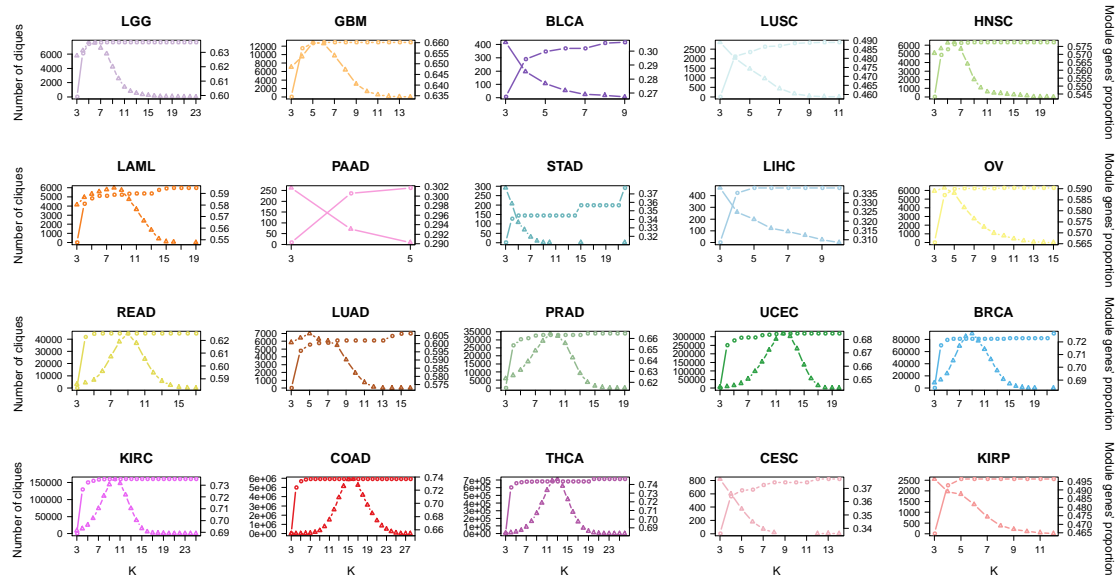 LGG GBM BLCA LUSC HNSC
Number of cliques
0 2000 4000 6000
0.60 0.61 0.62 0.63
3 5 7 9 11 15 19 23
0 2000 4000 6000 8000 10000 12000
0.635 0.640 0.645 0.650 0.655 0.660
3 5 7 9 11 13
0 100 200 300 400
0.27 0.28 0.29 0.30
3 5 7 9
0 500 1000 1500 2000 2500
0.460 0.465 0.470 0.475 0.480 0.485 0.490
3 5 7 9 11
0 1000 2000 3000 4000 5000 6000
0.545 0.550 0.555 0.560 0.565 0.570 0.575
3 5 7 11 15 19
Module genes' proportion
LAML PAAD STAD LIHC OV
Number of cliques
0 1000 2000 3000 4000 5000 6000
0.55 0.56 0.57 0.58 0.59
3 7 11 15 19
0 50 100 150 200 250
0.290 0.292 0.294 0.296 0.298 0.300 0.302
3 5
0 50 100 150 200 250 300
0.32 0.33 0.34 0.35 0.36 0.37
3 7 11 15 19
0 100 200 300 400
0.310 0.315 0.320 0.325 0.330 0.335
3 5 7 9
0 1000 2000 3000 4000 5000 6000
0.565 0.570 0.575 0.580 0.585 0.590
3 5 7 9 11 13 15
Module genes' proportion
READ LUAD PRAD UCEC BRCA
Number of cliques
0 10000 20000 30000 40000
0.59 0.60 0.61 0.62
3 7 11 15
0 1000 2000 3000 4000 5000 6000 7000
0.575 0.580 0.585 0.590 0.595 0.600 0.605
3 5 7 9 11 13 15
0 5000 10000 15000 20000 25000 30000 35000
0.62 0.63 0.64 0.65 0.66
3 7 11 15 19
0 50000 100000 150000 200000 250000 300000
0.65 0.66 0.67 0.68
3 7 11 15 19
0 20000 40000 60000 80000
0.69 0.70 0.71 0.72
3 7 11 15 19
Module genes' proportion
KIRC COAD THCA CESC KIRP
Number of cliques
0 50000 100000 150000
0.69 0.70 0.71 0.72 0.73
3 7 11 15 19 23
0e+00 1e+06 2e+06 3e+06 4e+06 5e+06 6e+06
0.66 0.68 0.70 0.72 0.74
3 7 11 15 19 23 27
0e+00 1e+05 2e+05 3e+05 4e+05 5e+05 6e+05 7e+05
0.69 0.70 0.71 0.72 0.73 0.74
3 7 11 15 19 23
0 200 400 600 800
0.34 0.35 0.36 0.37
3 5 7 9 11 13
0 500 1000 1500 2000 2500
0.465 0.470 0.475 0.480 0.485 0.490 0.495
3 5 7 9 11
Module genes' proportion
K K K K K